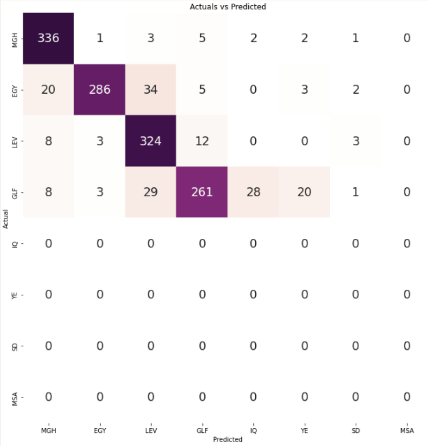 Actuals vs Predicted
MGH 336 1 3 5 2 2 1 0
EGY 20 286 34 5 0 3 2 0
LEV 8 3 324 12 0 0 3 0
GLF 8 3 29 261 28 20 1 0
Actual
IQ 0 0 0 0 0 0 0 0
YE 0 0 0 0 0 0 0 0
SD 0 0 0 0 0 0 0 0
MSA 0 0 0 0 0 0 0 0
MGH EGY LEV GLF IQ YE SD MSA
Predicted